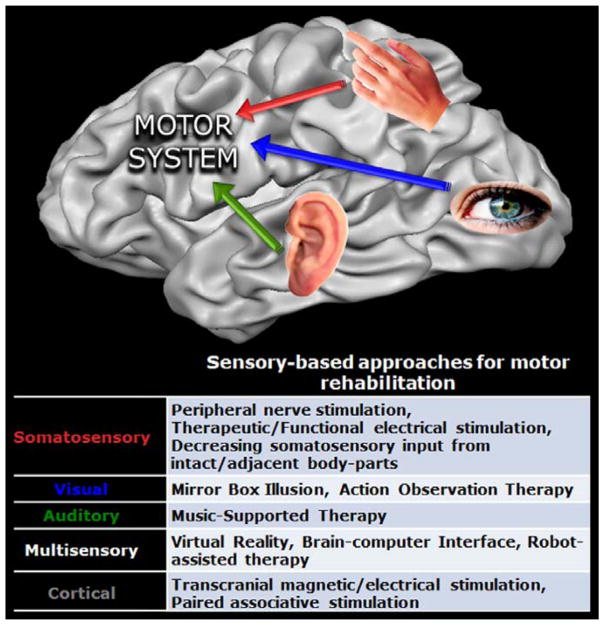 MOTOR
SYSTEM
Sensory-based approaches for motor
rehabilitation
Somatosensory
Peripheral nerve stimulation,
Therapeutic/Functional electrical stimulation,
Decreasing somatosensory input from
intact/adjacent body-parts
Visual
Mirror Box Illusion, Action Observation Therapy
Auditory
Music-Supported Therapy
Multisensory
Virtual Reality, Brain-computer Interface, Robot-
assisted therapy
Cortical
Transcranial magnetic/electrical stimulation,
Paired associative stimulation